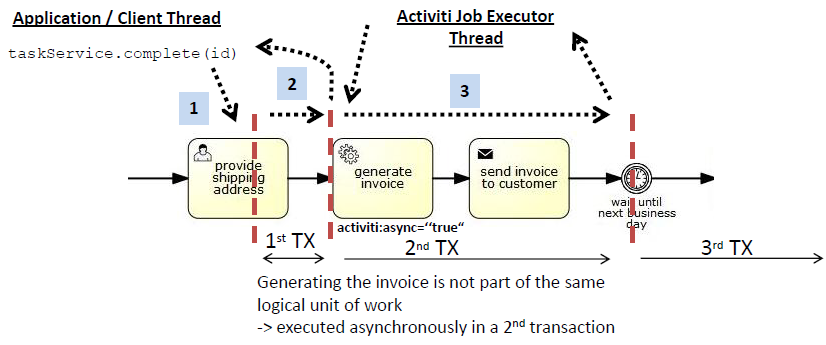 Application / Client Thread
taskService.complete(id)
Activiti Job Executor
Thread
1
2
3
provide
shipping
address
generate
invoice
send invoice
to customer
wait until
next business
day
activiti:async=“true“
1st TX
2nd TX
3rd TX
Generating the invoice is not part of the same
logical unit of work
-> executed asynchronously in a 2nd transaction